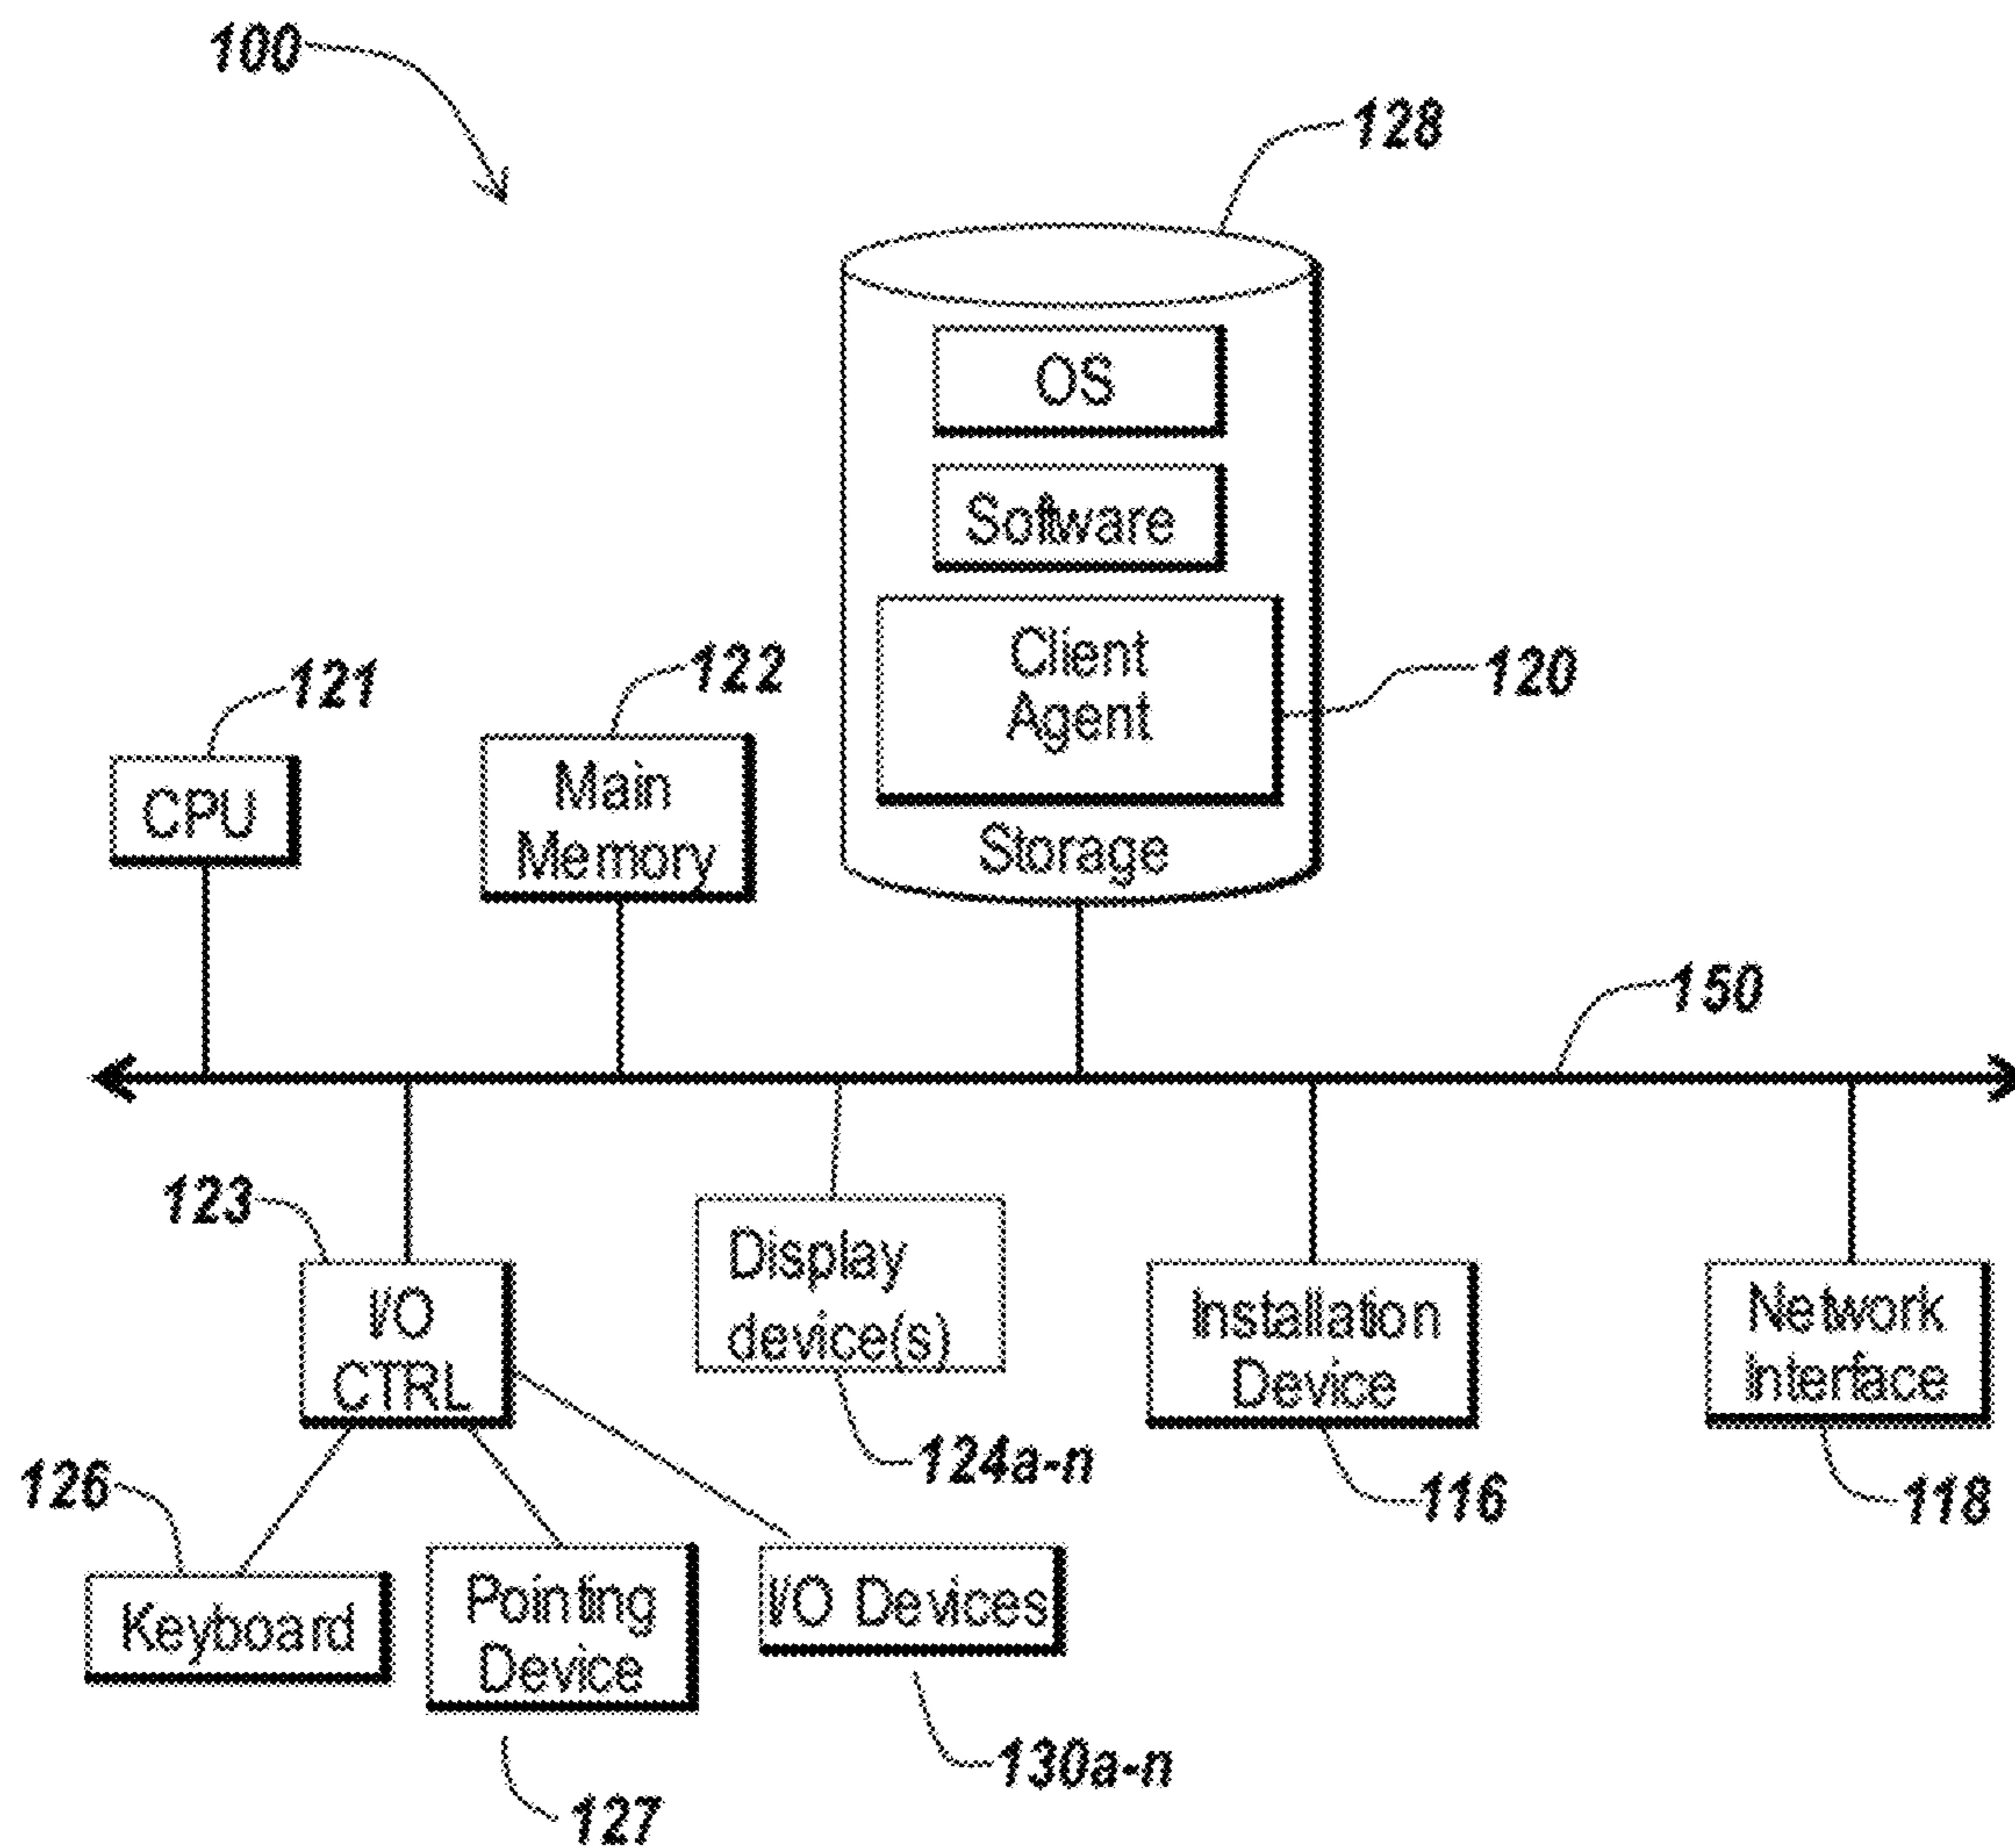 100
128
OS
Software
Client
Agent
120
Storage
121
CPU
122
Main
Memory
150
123
I/O
CTRL
Display
device(s)
124a-n
Installation
Device
116
Network
Interface
118
126
Keyboard
Pointing
Device
127
I/O Devices
130a-n